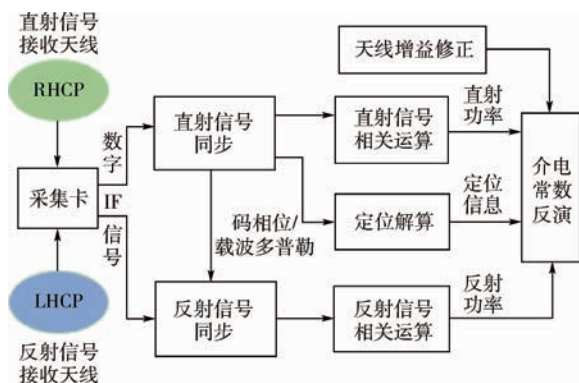 直射信号
接收天线
RHCP
采集卡
LHCP
反射信号
接收天线
数字
IF
信号
直射信号
同步
码相位/
载波多普勒
反射信号
同步
天线增益修正
直射信号
相关运算
直射
功率
定位解算
定位
信息
反射信号
相关运算
反射
功率
介电
常数
反演